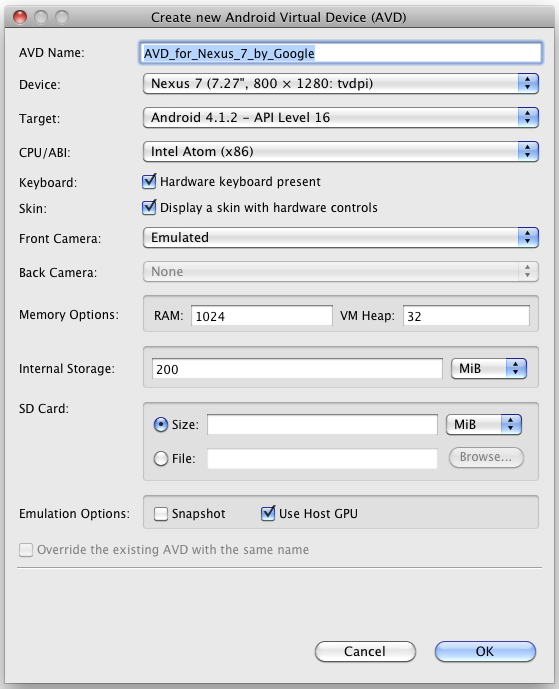 Create new Android Virtual Device (AVD)
AVD Name: AVD_for_Nexus_7_by_Google
Device: Nexus 7 (7.27", 800 × 1280: tvdpi)
Target: Android 4.1.2 – API Level 16
CPU/ABI: Intel Atom (x86)
Keyboard: Hardware keyboard present
Skin: Display a skin with hardware controls
Front Camera: Emulated
Back Camera: None
Memory Options: RAM: 1024 VM Heap: 32
Internal Storage: 200 MiB
SD Card:
Size: MiB
File: Browse...
Emulation Options: Snapshot Use Host GPU
Override the existing AVD with the same name
Cancel OK